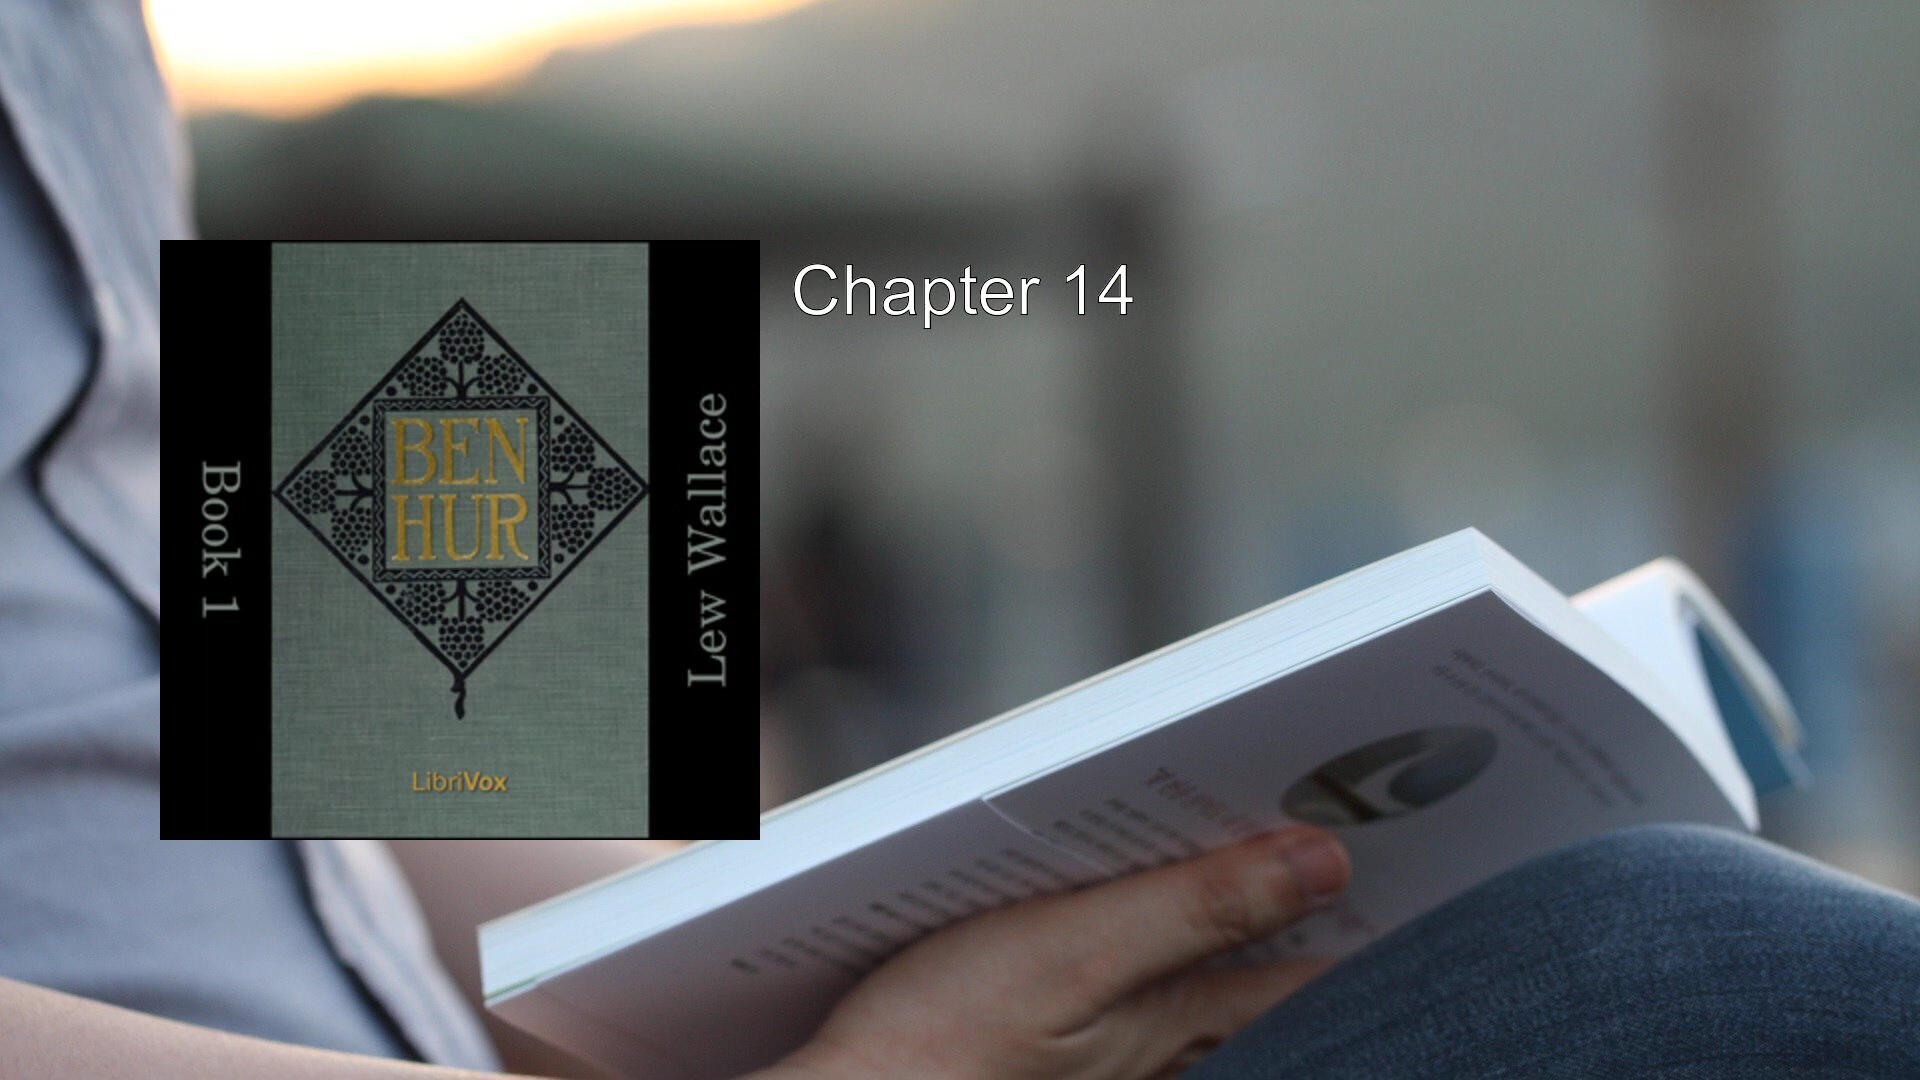 Chapter 14
Book 1
BEN
HUR
Lew Wallace
LibriVox